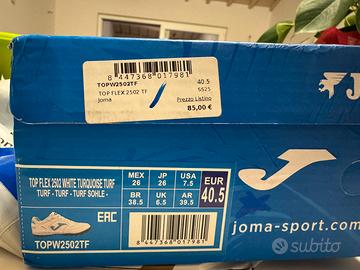 8 447368 017981
TOPW2502TF 40.5
TOP FLEX 2502 TF SS25
Joma Prezzo Listino
85,00 €
J
TOP FLEX 2502 WHITE TURQUOISE TURF
TURF - TURF - TURF SOHLE -
MEX 26 JP 26 USA 7.5 EUR 40.5
BR 38.5 UK 6.5 AR 39.5
EAC
TOPW2502TF
8 447368 017981
joma-sport.com
subito